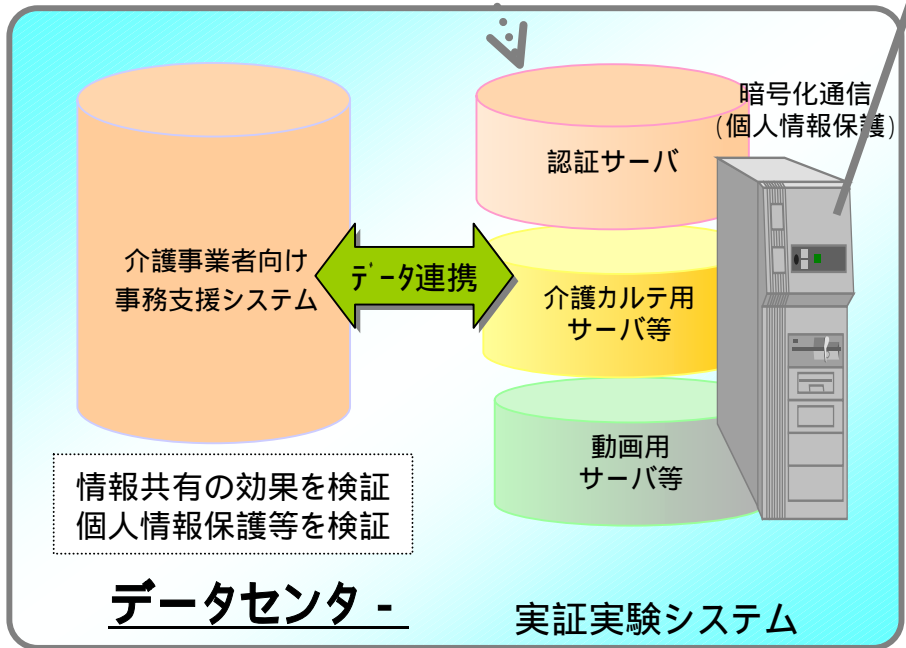 暗号化通信
(個人情報保護)
認証サーバ
介護事業者向け
事務支援システム
データ連携
介護カルテ用
サーバ等
動画用
サーバ等
情報共有の効果を検証
個人情報保護等を検証
データセンタ-
実証実験システム